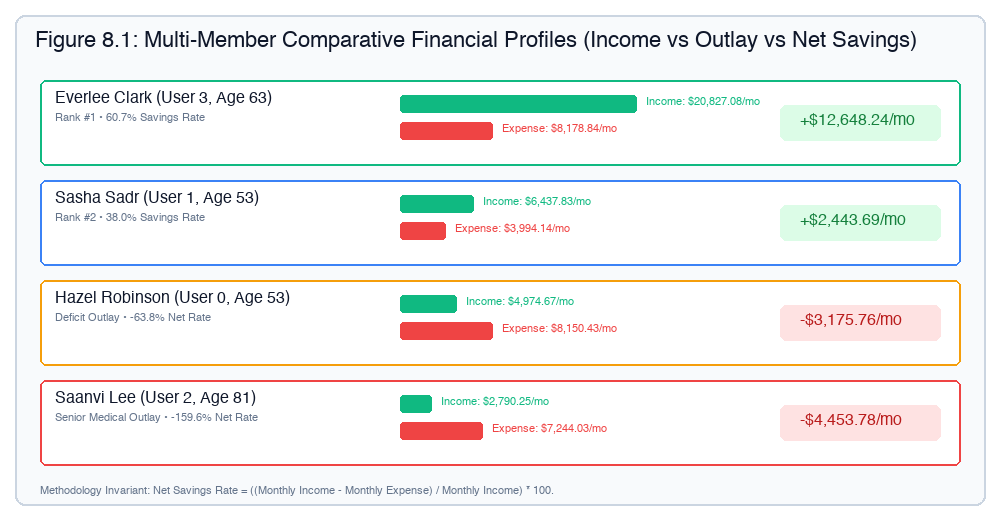 Figure 8.1: Multi-Member Comparative Financial Profiles (Income vs Outlay vs Net Savings)
Everlee Clark (User 3, Age 63)
Rank #1 • 60.7% Savings Rate
Income: $20,827.08/mo
Expense: $8,178.84/mo
+$12,648.24/mo
Sasha Sadr (User 1, Age 53)
Rank #2 • 38.0% Savings Rate
Income: $6,437.83/mo
Expense: $3,994.14/mo
+$2,443.69/mo
Hazel Robinson (User 0, Age 53)
Deficit Outlay • -63.8% Net Rate
Income: $4,974.67/mo
Expense: $8,150.43/mo
-$3,175.76/mo
Saanvi Lee (User 2, Age 81)
Senior Medical Outlay • -159.6% Net Rate
Income: $2,790.25/mo
Expense: $7,244.03/mo
-$4,453.78/mo
Methodology Invariant: Net Savings Rate = ((Monthly Income - Monthly Expense) / Monthly Income) * 100.